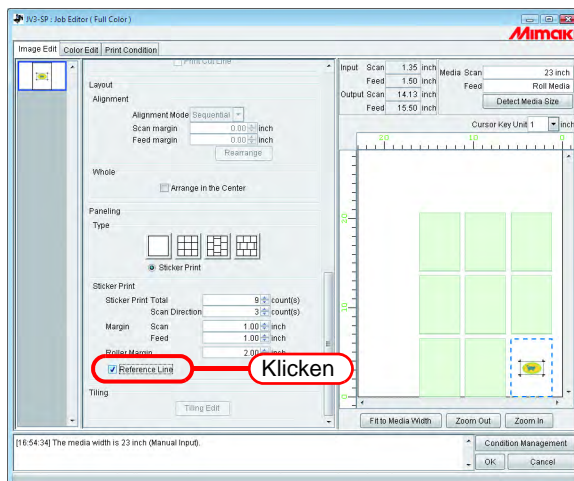 JV3-SP : Job Editor ( Full Color )
Mimaki
Image Edit Color Edit Print Condition
Print Cut Line
Layout
Alignment
Alignment Mode Sequential
Scan margin 0.00 inch
Feed margin 0.00 inch
Rearrange
Whole
Arrange in the Center
Paneling
Type
Sticker Print
Sticker Print
Sticker Print Total 9 count(s)
Scan Direction 3 count(s)
Margin Scan 1.00 inch
Feed 1.00 inch
Roller Margin 2.00 inch
Reference Line
Klicken
Tiling
Tiling Edit
Input Scan 1.35 inch
Feed 1.50 inch
Output Scan 14.13 inch
Feed 15.50 inch
Media Scan 23 inch
Feed Roll Media
Detect Media Size
Cursor Key Unit 1 inch
20 10 0
20
10
0
Fit to Media Width Zoom Out Zoom In
[16:54:34] The media width is 23 inch (Manual Input).
Condition Management
OK Cancel